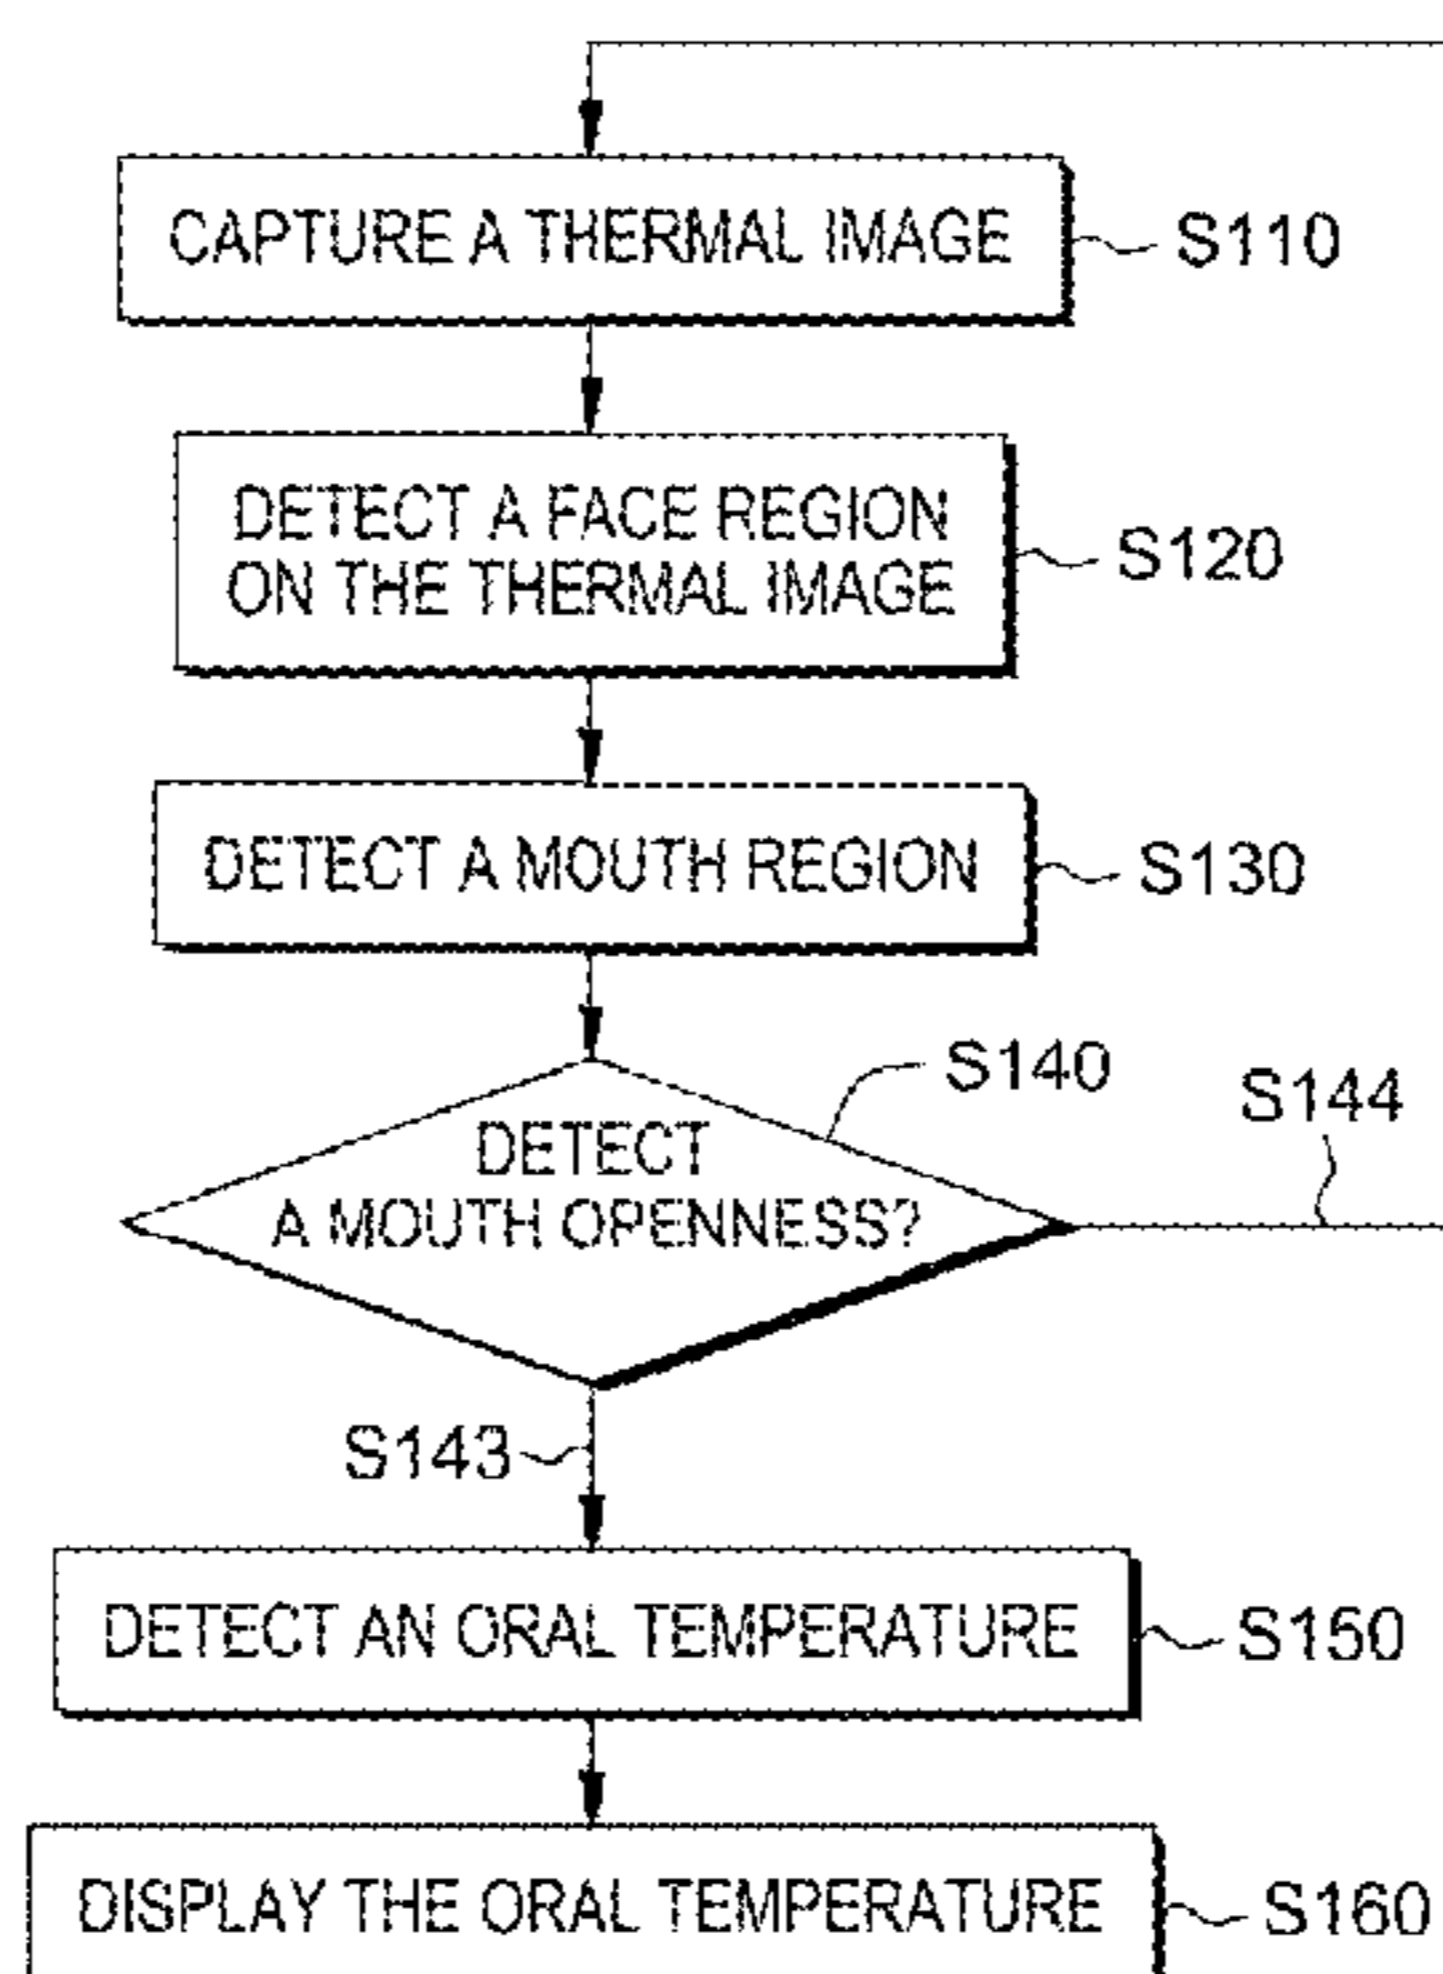 CAPTURE A THERMAL IMAGE
S110
DETECT A FACE REGION
ON THE THERMAL IMAGE
S120
DETECT A MOUTH REGION
S130
S140
S144
DETECT
A MOUTH OPENNESS?
S143
DETECT AN ORAL TEMPERATURE
S150
DISPLAY THE ORAL TEMPERATURE
S160